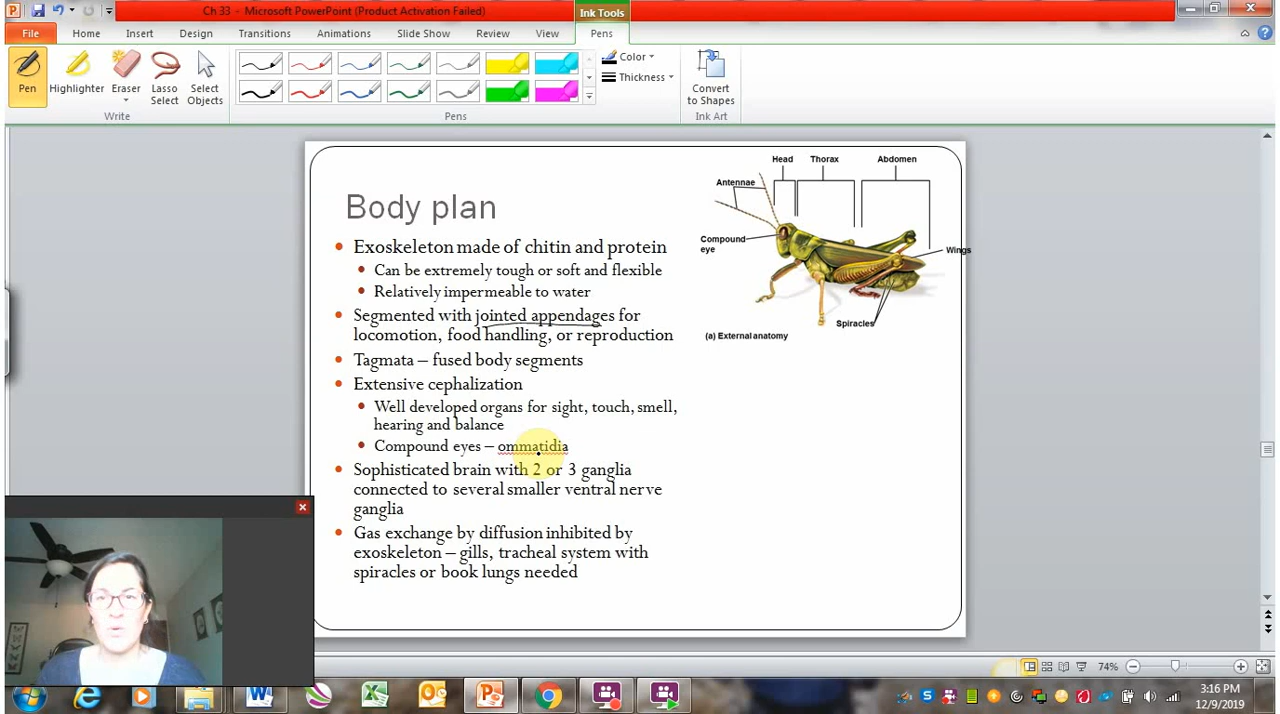 Ch 33 - Microsoft PowerPoint (Product Activation Failed)
Ink Tools
File
Home
Insert
Design
Transitions
Animations
Slide Show
Review
View
Pens
Pen
Highlighter
Eraser
Lasso
Select
Select
Objects
Write
Pens
Color
Thickness
Convert
to Shapes
Ink Art
Head
Thorax
Abdomen
Antennae
Compound
eye
Wings
Spiracles
(a) External anatomy
Body plan
Exoskeleton made of chitin and protein
Can be extremely tough or soft and flexible
Relatively impermeable to water
Segmented with jointed appendages for
locomotion, food handling, or reproduction
Tagmata – fused body segments
Extensive cephalization
Well developed organs for sight, touch, smell,
hearing and balance
Compound eyes – ommatidia
Sophisticated brain with 2 or 3 ganglia
connected to several smaller ventral nerve
ganglia
Gas exchange by diffusion inhibited by
exoskeleton – gills, tracheal system with
spiracles or book lungs needed
74%
3:16 PM
12/9/2019